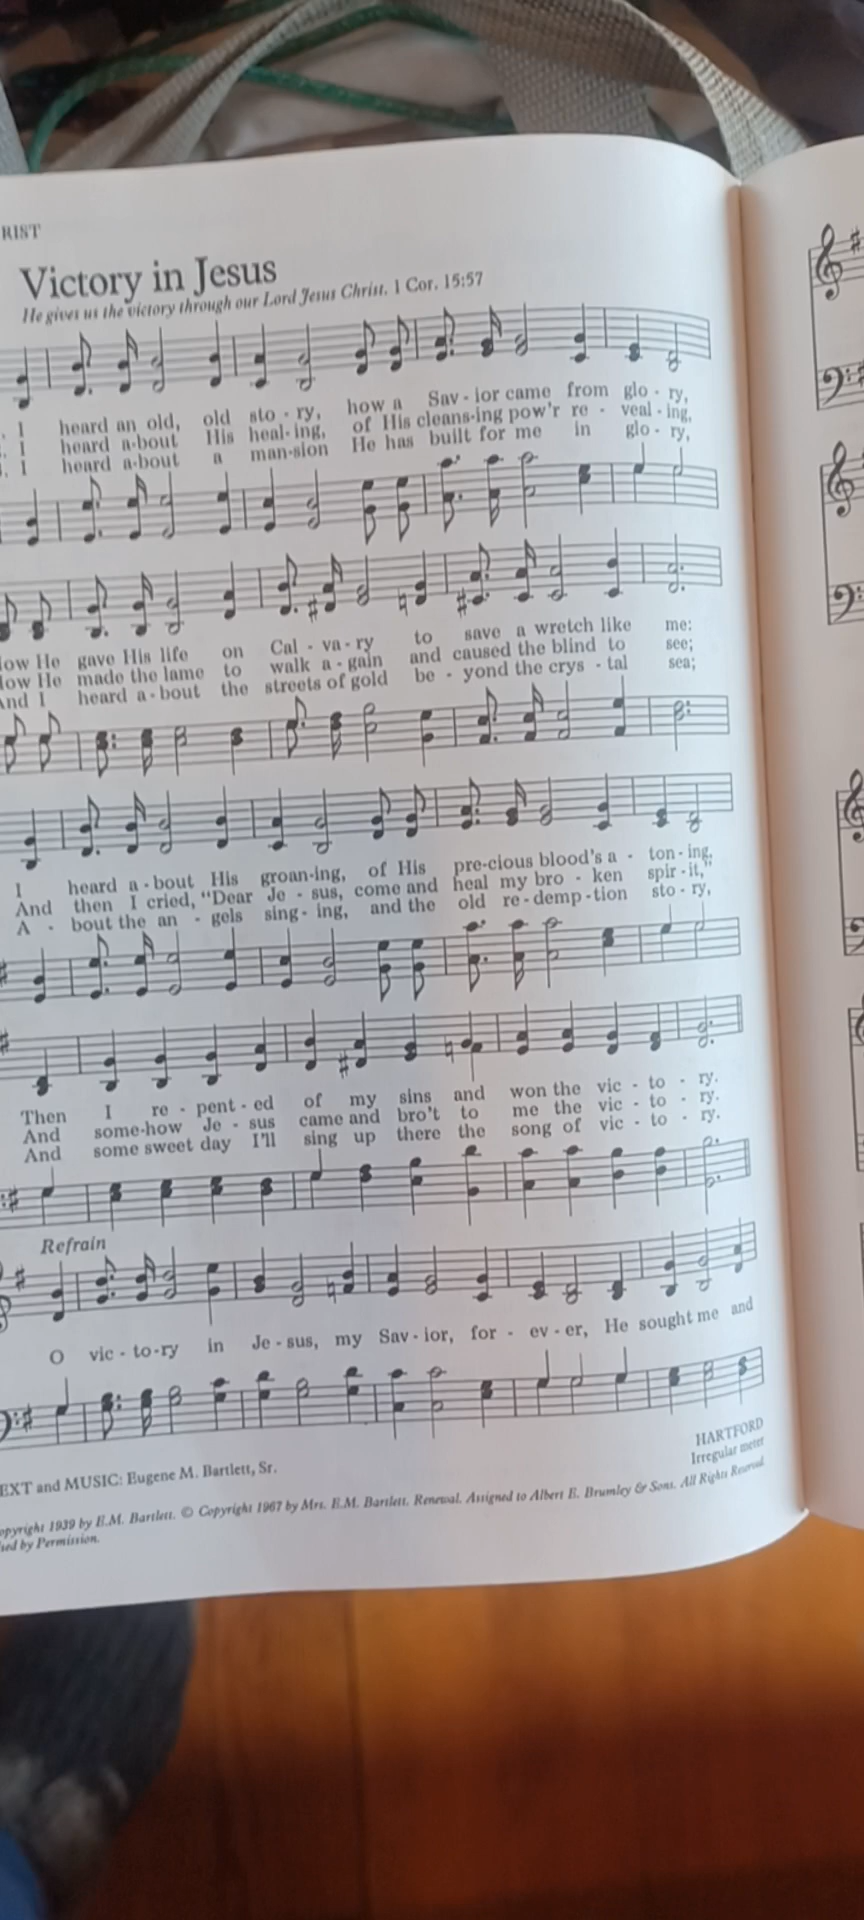 RIST
Victory in Jesus
He gives us the victory through our Lord Jesus Christ. 1 Cor. 15:57
. I heard an old, old sto - ry, how a Sav - ior came from glo - ry,
. I heard a - bout His heal - ing, of His cleans - ing pow'r re - veal - ing,
. I heard a - bout a man - sion He has built for me in glo - ry,
low He gave His life on Cal - va - ry to save a wretch like me:
low He made the lame to walk a - gain and caused the blind to see;
And I heard a - bout the streets of gold be - yond the crys - tal sea;
I heard a - bout His groan - ing, of His pre - cious blood's a - ton - ing,
And then I cried, "Dear Je - sus, come and heal my bro - ken spir - it,"
A - bout the an - gels sing - ing, and the old re - demp - tion sto - ry,
Then I re - pent - ed of my sins and won the vic - to - ry.
And some - how Je - sus came and bro't to me the vic - to - ry.
And some sweet day I'll sing up there the song of vic - to - ry.
Refrain
O vic - to - ry in Je - sus, my Sav - ior, for - ev - er, He sought me and
HARTFORD
Irregular meter
EXT and MUSIC: Eugene M. Bartlett, Sr.
opyright 1939 by E.M. Bartlett. © Copyright 1967 by Mrs. E.M. Bartlett. Renewal. Assigned to Albert E. Brumley & Sons. All Rights Reserved.
sed by Permission.